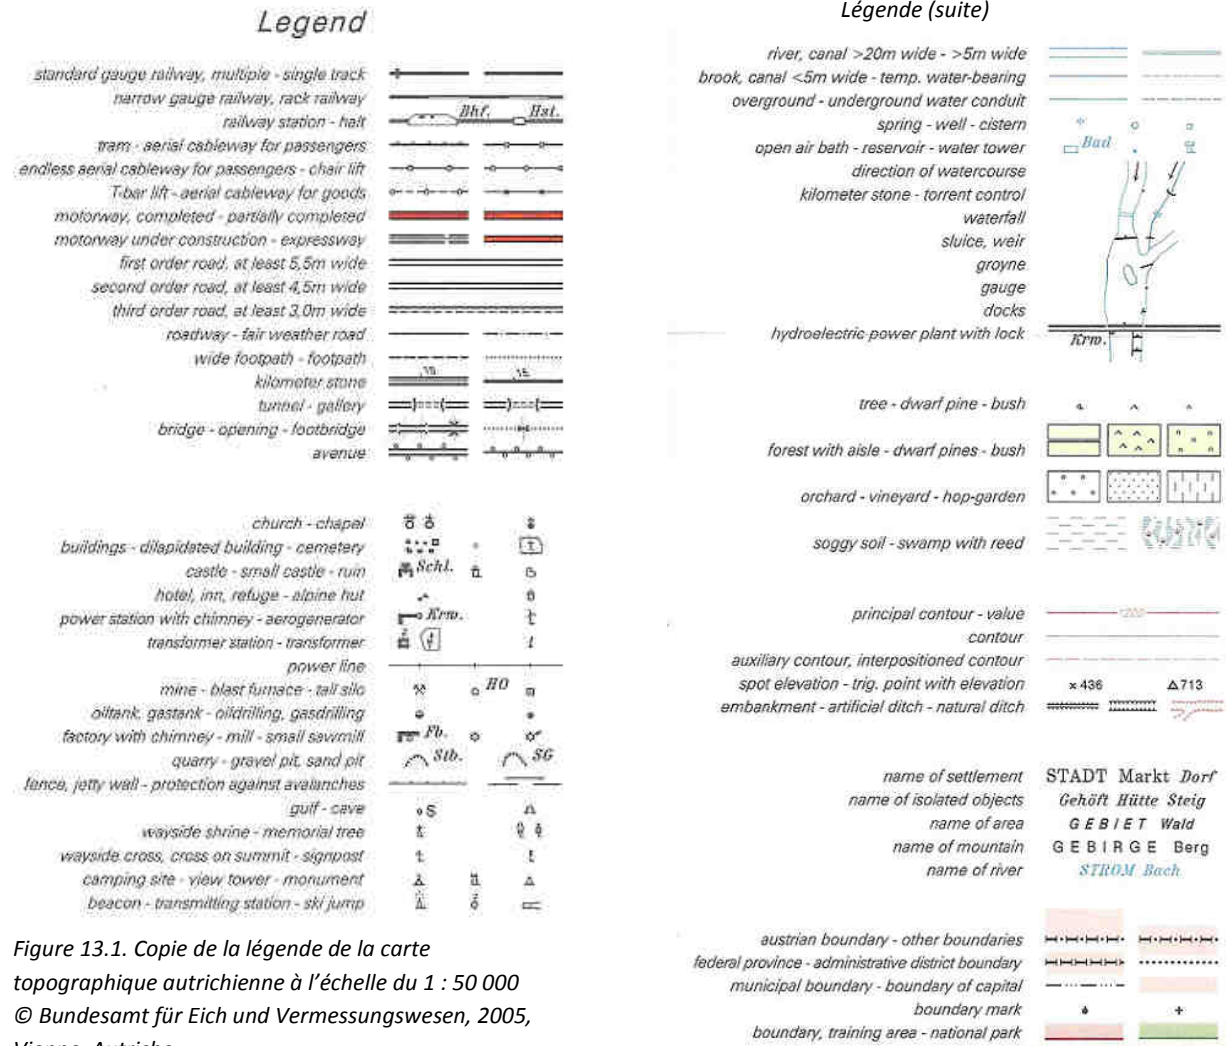 Legend
standard gauge railway, multiple - single track
narrow gauge railway, rack railway
railway station - halt Bhf. Hst.
tram - aerial cableway for passengers
endless aerial cableway for passengers - chair lift
T-bar lift - aerial cableway for goods
motorway, completed - partially completed
motorway under construction - expressway
first order road, at least 5,5m wide
second order road, at least 4,5m wide
third order road, at least 3,0m wide
roadway - fair weather road
wide footpath - footpath
kilometer stone 15
tunnel - gallery
bridge - opening - footbridge
avenue
church - chapel
buildings - dilapidated building - cemetery
castle - small castle - ruin Schl.
hotel, inn, refuge - alpine hut
power station with chimney - aerogenerator Krw.
transformer station - transformer
power line
mine - blast furnace - tall silo HO
oiltank, gastank - oildrilling, gasdrilling
factory with chimney - mill - small sawmill Fb.
quarry - gravel pit, sand pit Stb. SG
fence, jetty wall - protection against avalanches
gulf - cave S
wayside shrine - memorial tree
wayside cross, cross on summit - signpost
camping site - view tower - monument
beacon - transmitting station - ski jump
Figure 13.1. Copie de la légende de la carte
topographique autrichienne à l’échelle du 1 : 50 000
© Bundesamt für Eich und Vermessungswesen, 2005,
Légende (suite)
river, canal >20m wide - >5m wide
brook, canal <5m wide - temp. water-bearing
overground - underground water conduit
spring - well - cistern
open air bath - reservoir - water tower Bad
direction of watercourse
kilometer stone - torrent control
waterfall
sluice, weir
groyne
gauge
docks
hydroelectric power plant with lock Krw.
tree - dwarf pine - bush
forest with aisle - dwarf pines - bush
orchard - vineyard - hop-garden
soggy soil - swamp with reed
principal contour - value
contour
auxiliary contour, interpositioned contour
spot elevation - trig. point with elevation 436 713
embankment - artificial ditch - natural ditch
name of settlement STADT Markt Dorf
name of isolated objects Gehöft Hütte Steig
name of area GEBIET Wald
name of mountain GEBIRGE Berg
name of river STROM Bach
austrian boundary - other boundaries
federal province - administrative district boundary
municipal boundary - boundary of capital
boundary mark
boundary, training area - national park